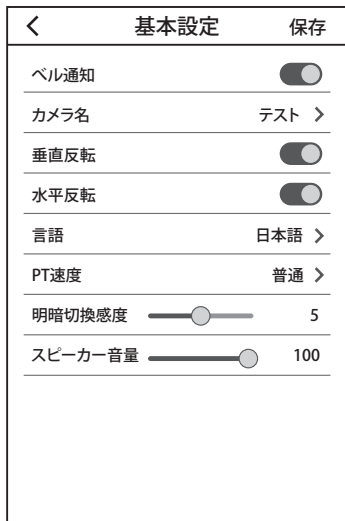 基本設定 保存
ベル通知
カメラ名 テスト
垂直反転
水平反転
言語 日本語
PT速度 普通
明暗切換感度 5
スピーカー音量 100